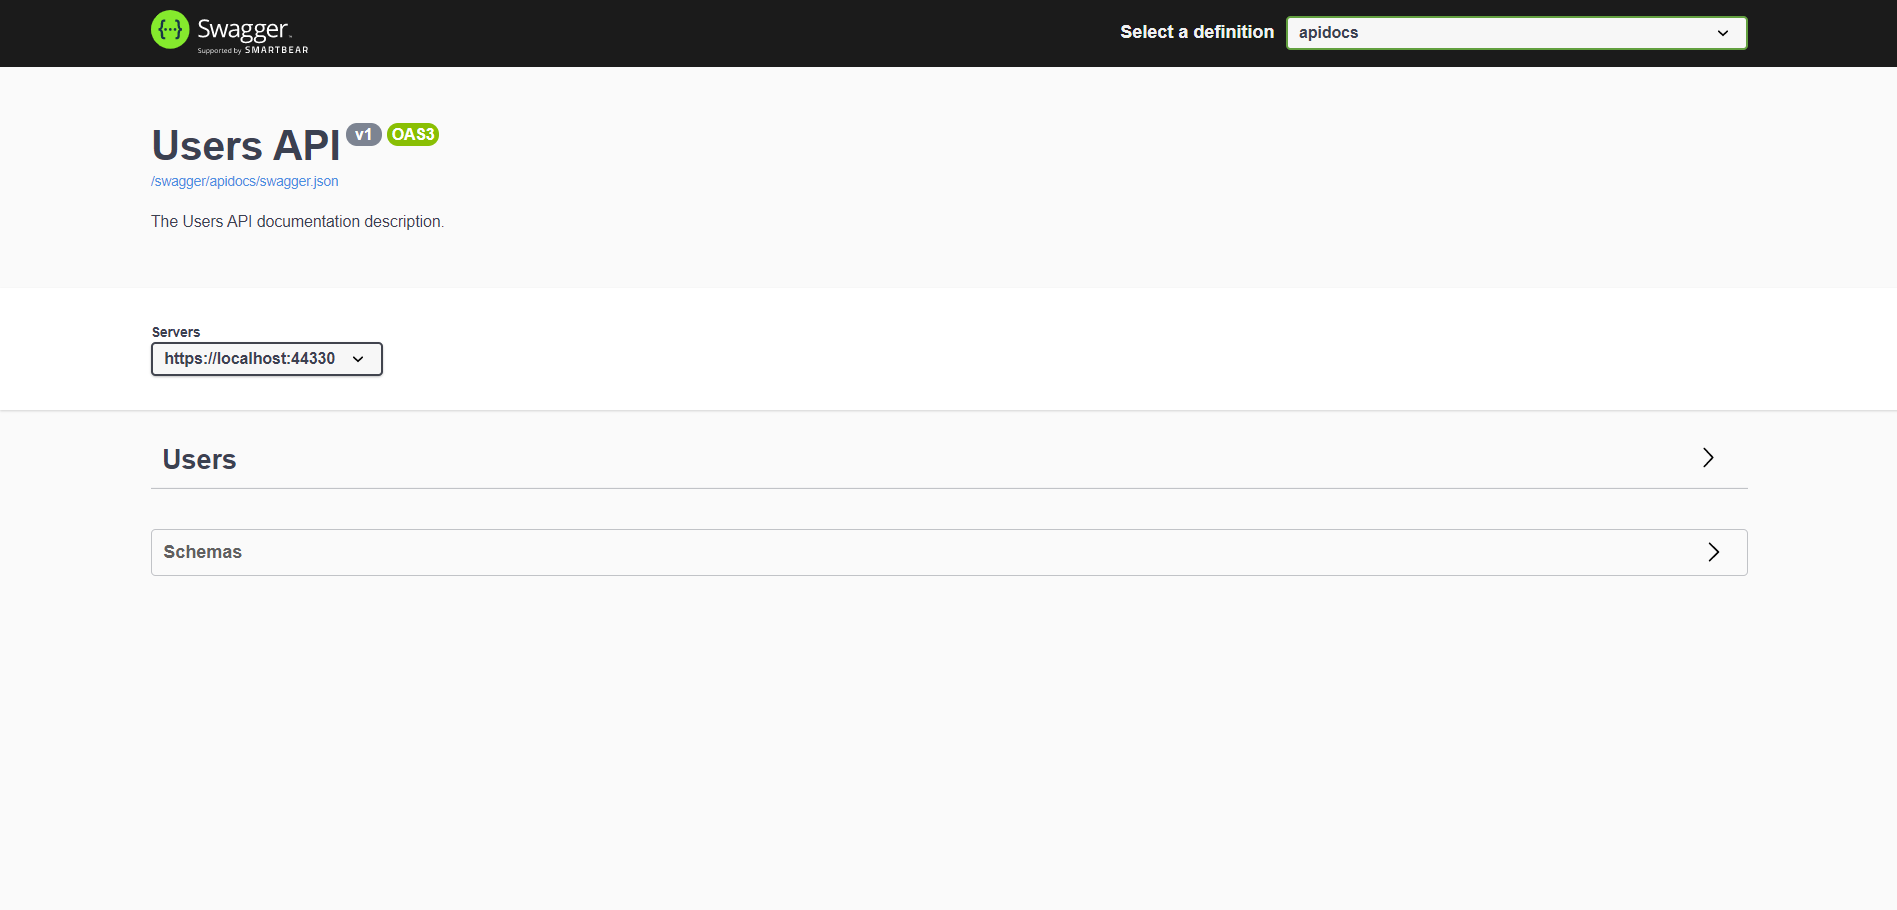 Swagger
Supported by SMARTBEAR
Select a definition
apidocs
Users API v1 OAS3
/swagger/apidocs/swagger.json
The Users API documentation description.
Servers
https://localhost:44330
Users
Schemas